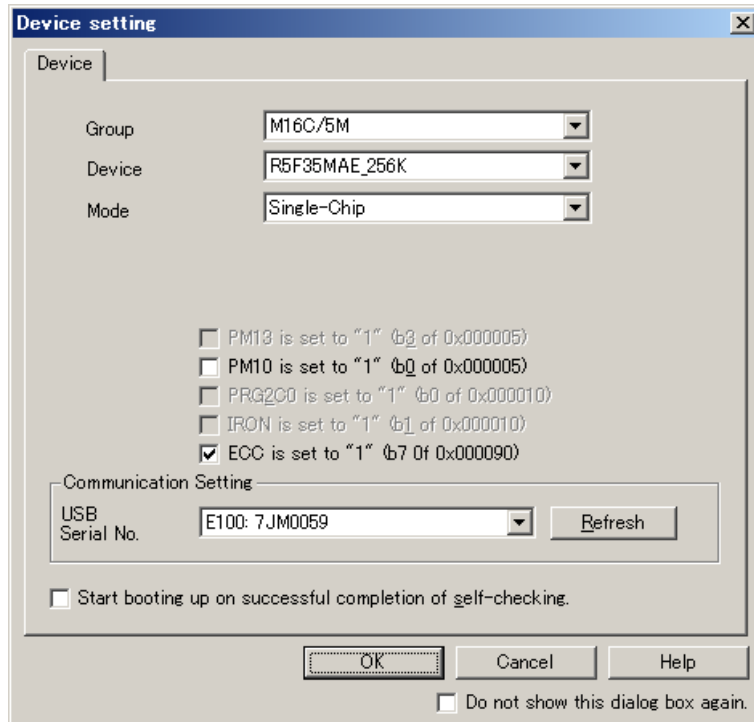 Device setting
Device
Group M16C/5M
Device R5F35MAE_256K
Mode Single-Chip
PM13 is set to "1" (b3 of 0x000005)
PM10 is set to "1" (b0 of 0x000005)
PRG2C0 is set to "1" (b0 of 0x000010)
IRON is set to "1" (b1 of 0x000010)
ECC is set to "1" (b7 0f 0x000090)
Communication Setting
USB
Serial No. E100: 7JM0059 Refresh
Start booting up on successful completion of self-checking.
OK Cancel Help
Do not show this dialog box again.